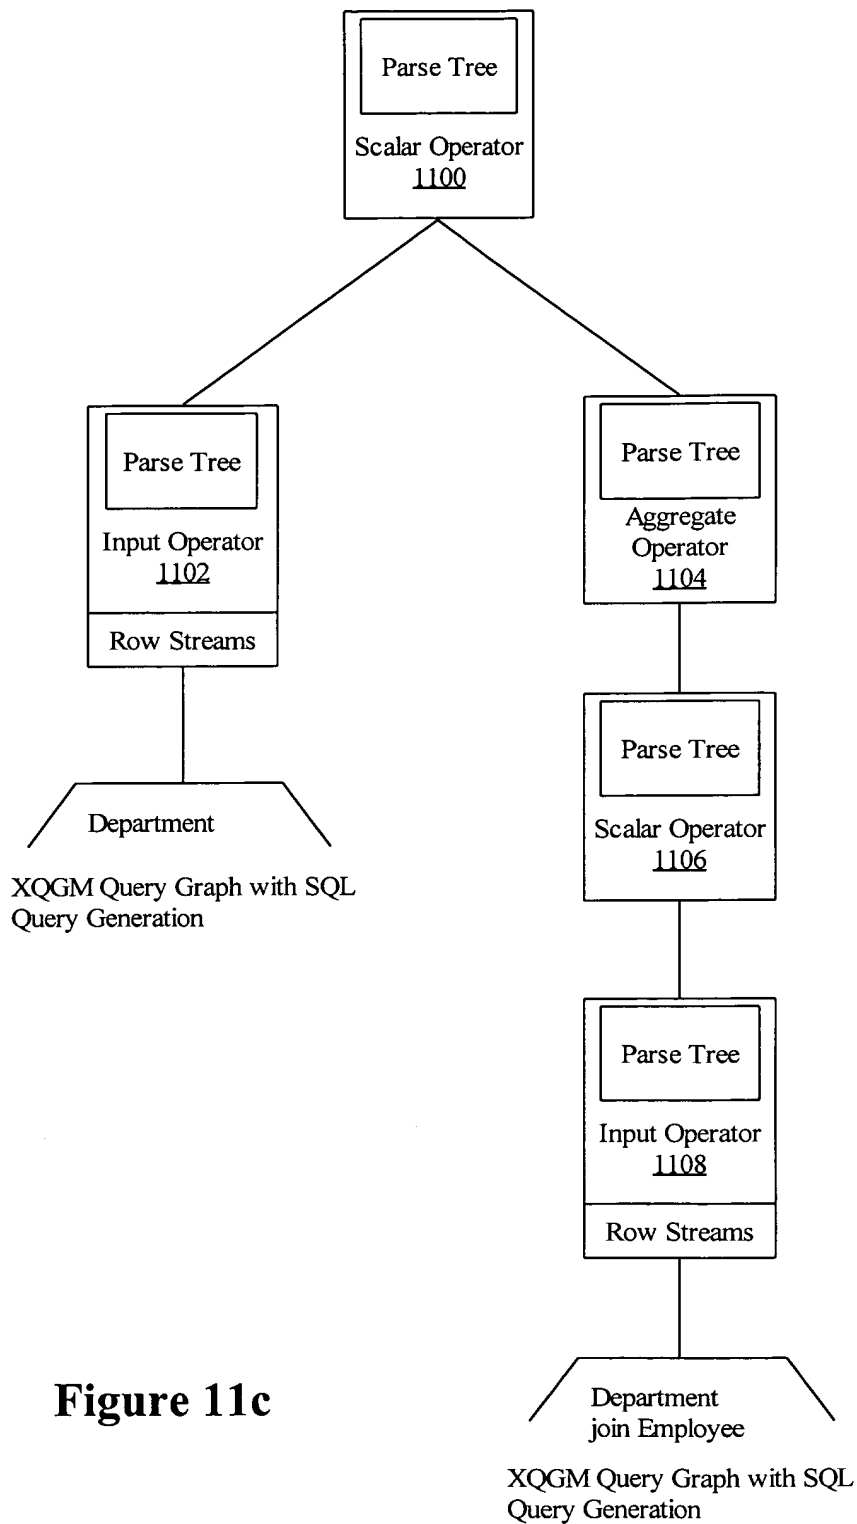 Parse Tree
Scalar Operator
1100
Parse Tree
Input Operator
1102
Row Streams
Department
XQGM Query Graph with SQL
Query Generation
Parse Tree
Aggregate
Operator
1104
Parse Tree
Scalar Operator
1106
Parse Tree
Input Operator
1108
Row Streams
Department
join Employee
XQGM Query Graph with SQL
Query Generation
Figure 11c